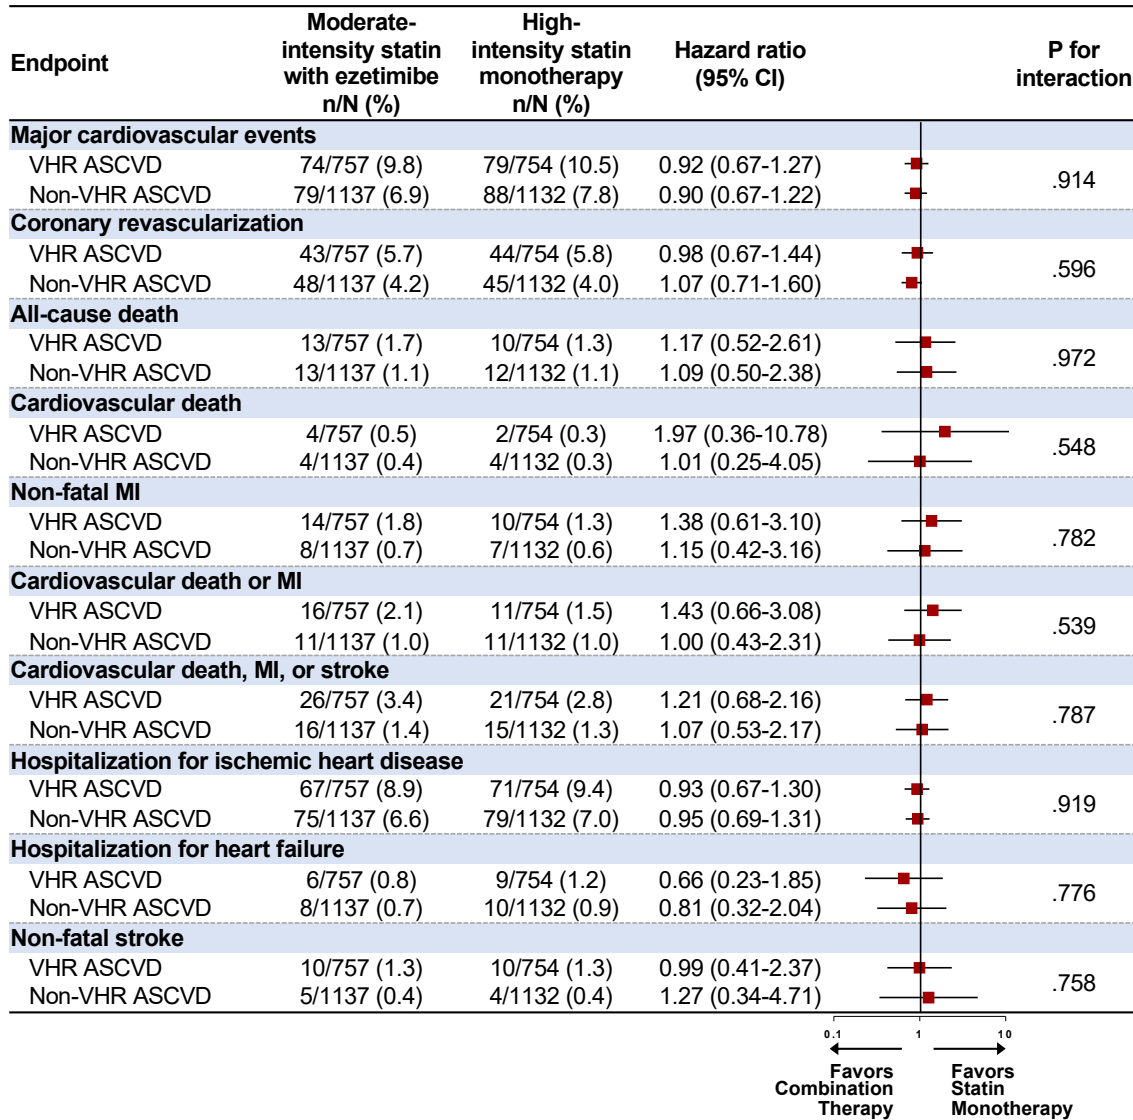 Endpoint
Moderate-
intensity statin
with ezetimibe
n/N (%)
High-
intensity statin
monotherapy
n/N (%)
Hazard ratio
(95% CI)
P for
interaction
Major cardiovascular events
VHR ASCVD 74/757 (9.8) 79/754 (10.5) 0.92 (0.67-1.27)
Non-VHR ASCVD 79/1137 (6.9) 88/1132 (7.8) 0.90 (0.67-1.22)
.914
Coronary revascularization
VHR ASCVD 43/757 (5.7) 44/754 (5.8) 0.98 (0.67-1.44)
Non-VHR ASCVD 48/1137 (4.2) 45/1132 (4.0) 1.07 (0.71-1.60)
.596
All-cause death
VHR ASCVD 13/757 (1.7) 10/754 (1.3) 1.17 (0.52-2.61)
Non-VHR ASCVD 13/1137 (1.1) 12/1132 (1.1) 1.09 (0.50-2.38)
.972
Cardiovascular death
VHR ASCVD 4/757 (0.5) 2/754 (0.3) 1.97 (0.36-10.78)
Non-VHR ASCVD 4/1137 (0.4) 4/1132 (0.3) 1.01 (0.25-4.05)
.548
Non-fatal MI
VHR ASCVD 14/757 (1.8) 10/754 (1.3) 1.38 (0.61-3.10)
Non-VHR ASCVD 8/1137 (0.7) 7/1132 (0.6) 1.15 (0.42-3.16)
.782
Cardiovascular death or MI
VHR ASCVD 16/757 (2.1) 11/754 (1.5) 1.43 (0.66-3.08)
Non-VHR ASCVD 11/1137 (1.0) 11/1132 (1.0) 1.00 (0.43-2.31)
.539
Cardiovascular death, MI, or stroke
VHR ASCVD 26/757 (3.4) 21/754 (2.8) 1.21 (0.68-2.16)
Non-VHR ASCVD 16/1137 (1.4) 15/1132 (1.3) 1.07 (0.53-2.17)
.787
Hospitalization for ischemic heart disease
VHR ASCVD 67/757 (8.9) 71/754 (9.4) 0.93 (0.67-1.30)
Non-VHR ASCVD 75/1137 (6.6) 79/1132 (7.0) 0.95 (0.69-1.31)
.919
Hospitalization for heart failure
VHR ASCVD 6/757 (0.8) 9/754 (1.2) 0.66 (0.23-1.85)
Non-VHR ASCVD 8/1137 (0.7) 10/1132 (0.9) 0.81 (0.32-2.04)
.776
Non-fatal stroke
VHR ASCVD 10/757 (1.3) 10/754 (1.3) 0.99 (0.41-2.37)
Non-VHR ASCVD 5/1137 (0.4) 4/1132 (0.4) 1.27 (0.34-4.71)
.758
0.1 1 10
Favors
Combination
Therapy
Favors
Statin
Monotherapy